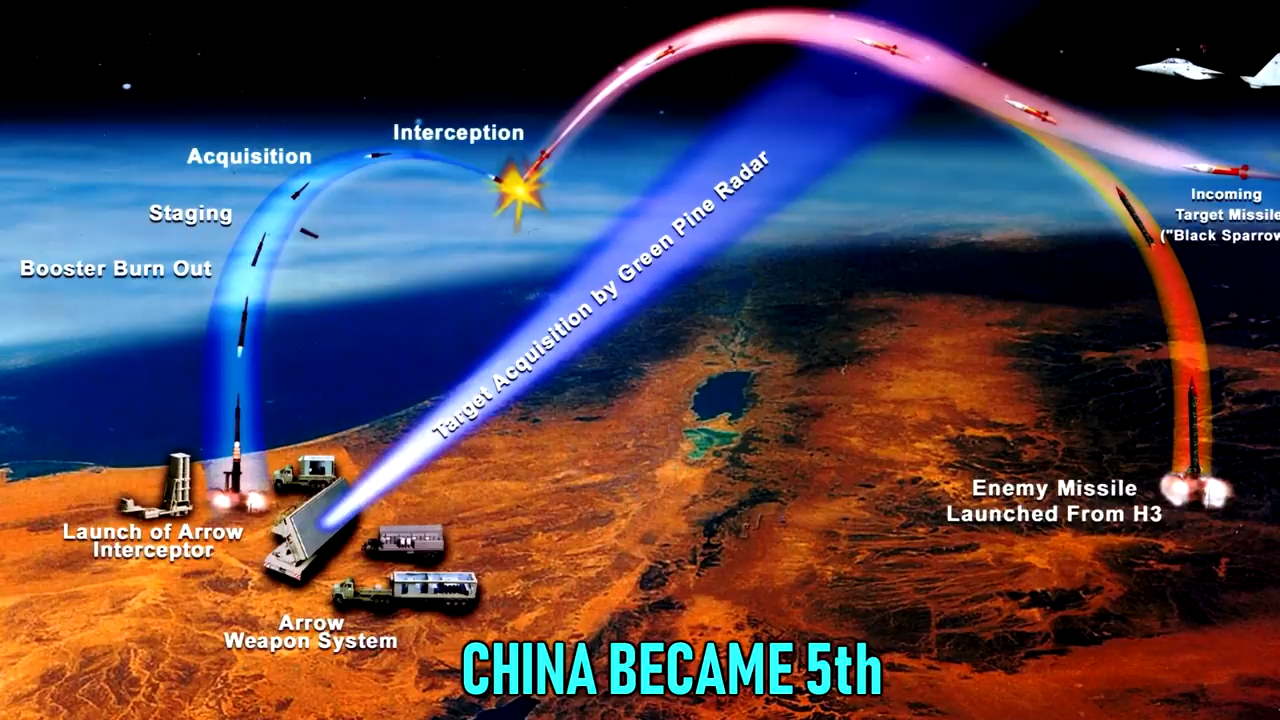 Interception
Acquisition
Staging
Booster Burn Out
Target Acquisition by Green Pine Radar
Incoming
Target Missile
("Black Sparrow
Enemy Missile
Launched From H3
Launch of Arrow
Interceptor
Arrow
Weapon System
CHINA BECAME 5th